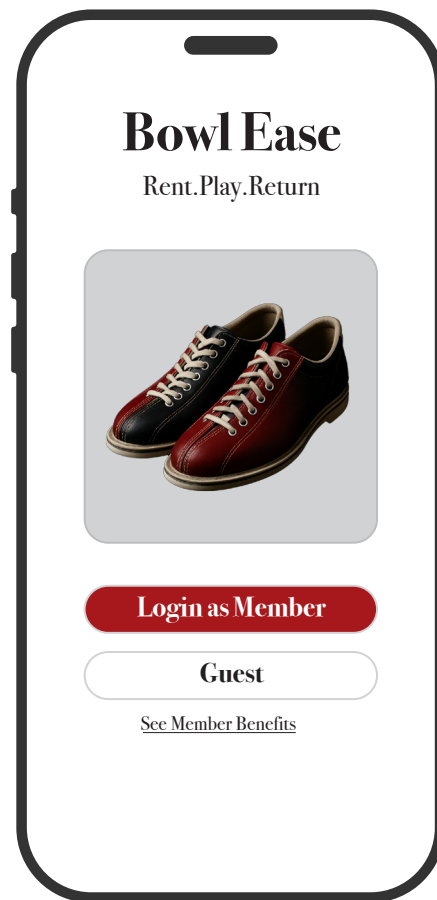 Bowl Ease
Rent.Play.Return
Login as Member
Guest
See Member Benefits